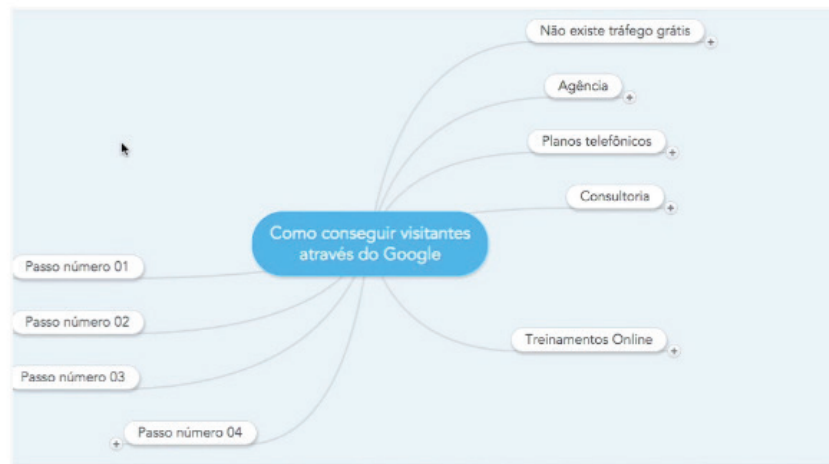 Não existe tráfego grátis
Agência
Planos telefônicos
Consultoria
Como conseguir visitantes
através do Google
Passo número 01
Passo número 02
Treinamentos Online
Passo número 03
Passo número 04